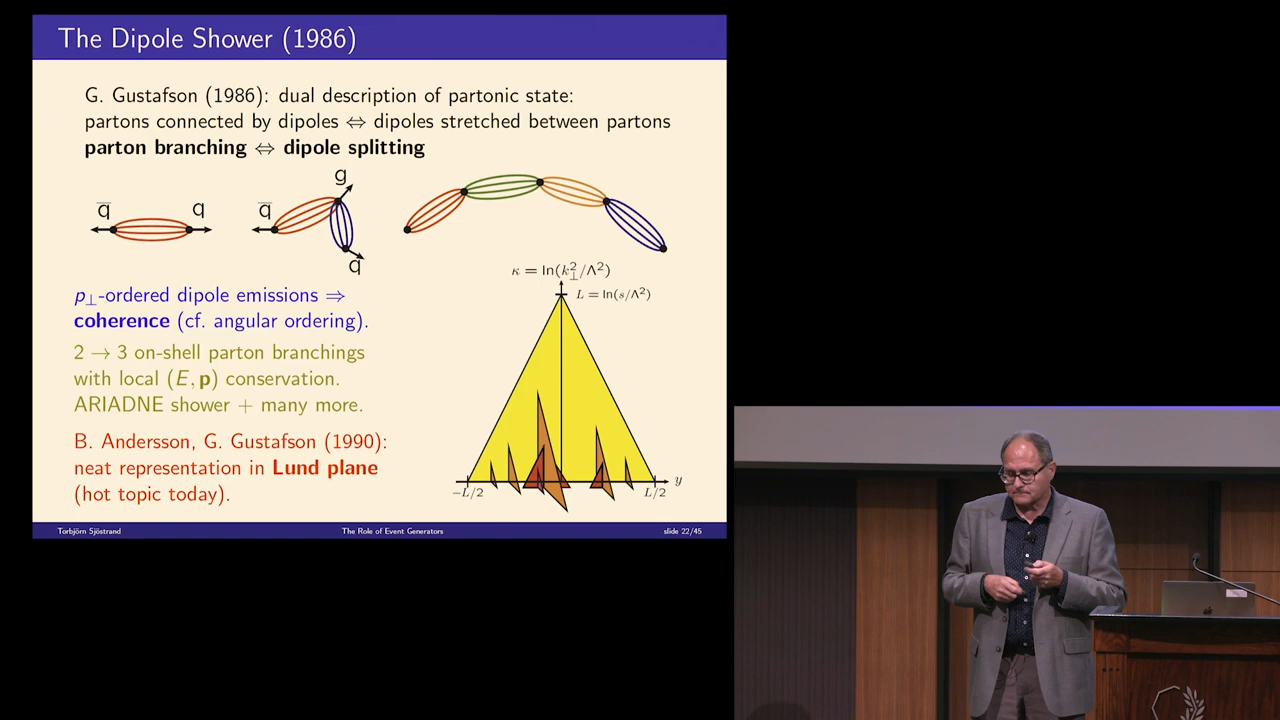 The Dipole Shower (1986)
G. Gustafson (1986): dual description of partonic state:
partons connected by dipoles ⇔ dipoles stretched between partons
parton branching ⇔ dipole splitting
q̅ q
q̅ g q
p⊥-ordered dipole emissions ⇒
coherence (cf. angular ordering).
2 → 3 on-shell parton branchings
with local (E, p) conservation.
ARIADNE shower + many more.
B. Andersson, G. Gustafson (1990):
neat representation in Lund plane
(hot topic today).
κ = ln(k⊥²/Λ²)
L = ln(s/Λ²)
−L/2 L/2 y
Torbjörn Sjöstrand The Role of Event Generators slide 22/45